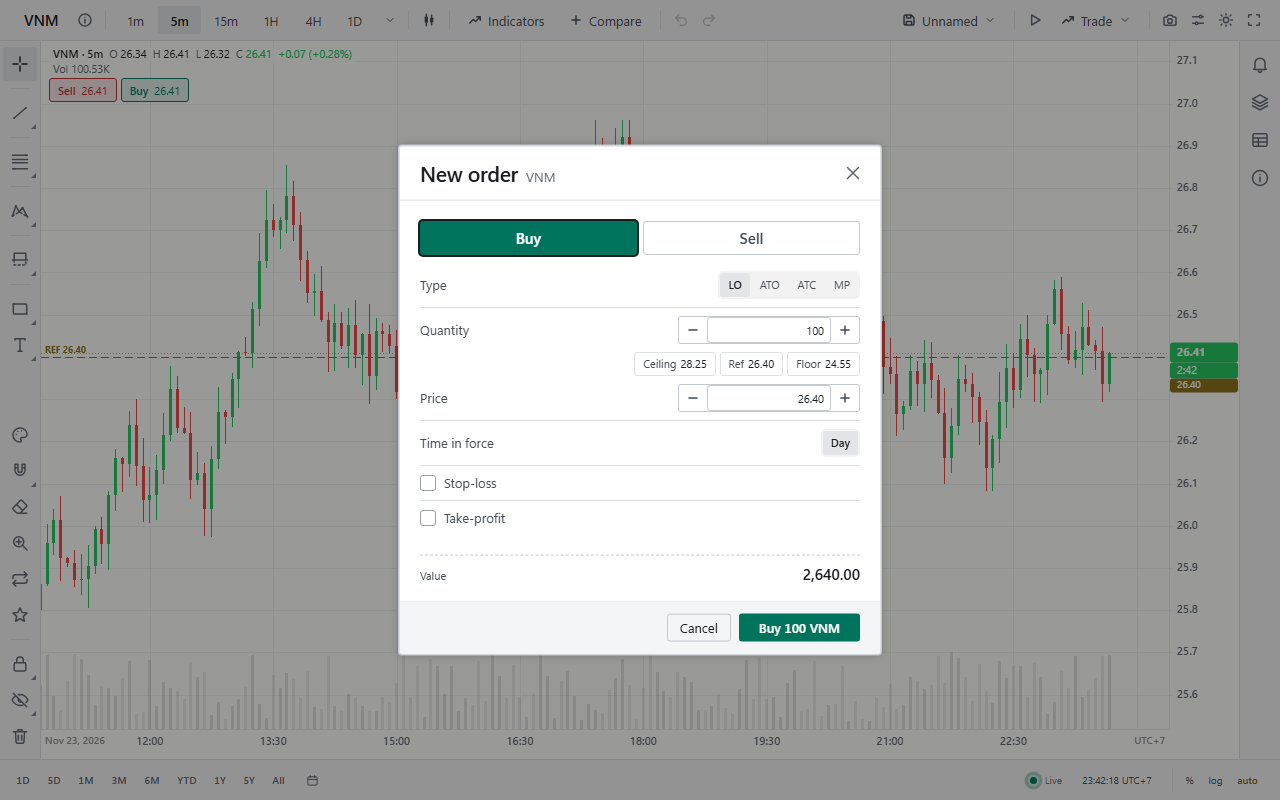 VNM 1m 5m 15m 1H 4H 1D Indicators Compare Unnamed Trade
VNM · 5m O 26.34 H 26.41 L 26.32 C 26.41 +0.07 (+0.28%)
Vol 100.53K
Sell 26.41 Buy 26.41
REF 26.40
27.1
27.0
26.9
26.8
26.7
26.6
26.5
26.41
2:42
26.40
26.2
26.1
26.0
25.9
25.8
25.7
25.6
New order VNM
Buy Sell
Type LO ATO ATC MP
Quantity 100
Ceiling 28.25 Ref 26.40 Floor 24.55
Price 26.40
Time in force Day
Stop-loss
Take-profit
Value 2,640.00
Cancel Buy 100 VNM
Nov 23, 2026 12:00 13:30 15:00 16:30 18:00 19:30 21:00 22:30 UTC+7
1D 5D 1M 3M 6M YTD 1Y 5Y All Live 23:42:18 UTC+7 % log auto